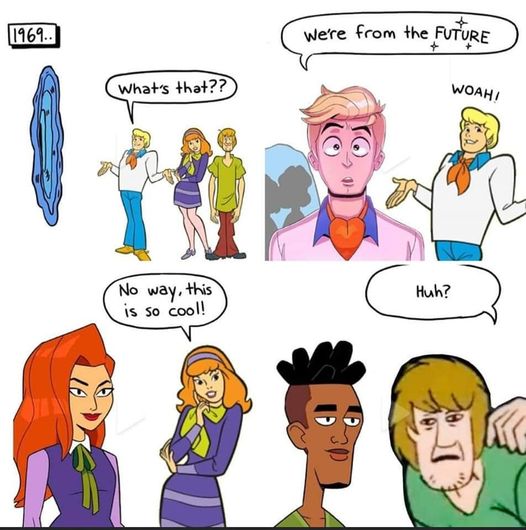 1969..
What's that??
We're from the FUTURE
WOAH!
No way, this
is so cool!
Huh?